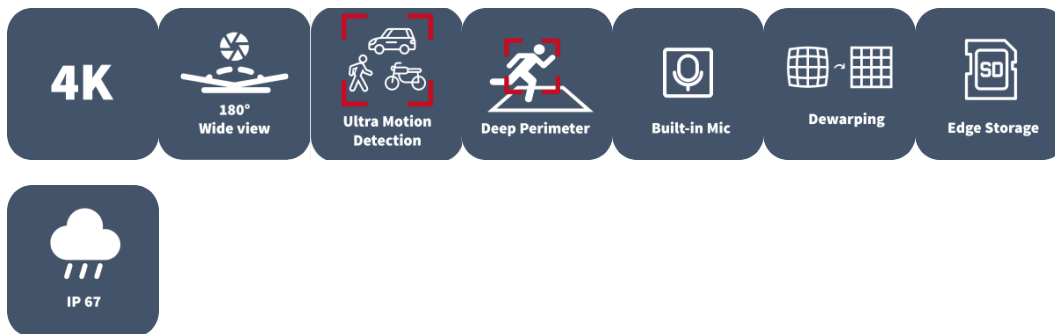 4K
180°
Wide view
Ultra Motion
Detection
Deep Perimeter
Built-in Mic
Dewarping
SD
Edge Storage
IP 67